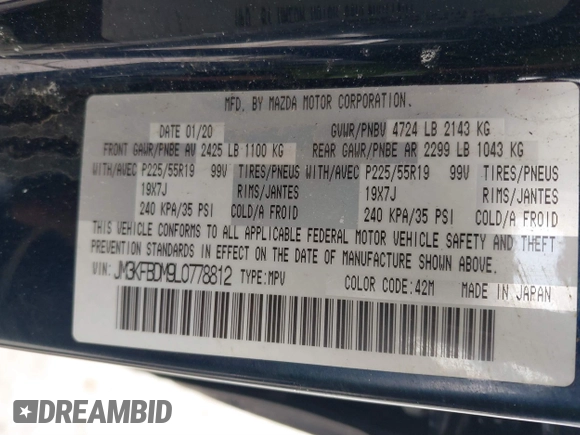 MFD. BY MAZDA MOTOR CORPORATION.
DATE 01/20 GVWR/PNBV 4724 LB 2143 KG
FRONT GAWR/PNBE AV 2425 LB 1100 KG REAR GAWR/PNBE AR 2299 LB 1043 KG
WITH/AVEC P225/55R19 99V TIRES/PNEUS P225/55R19 99V TIRES/PNEUS
19X7J RIMS/JANTES 19X7J RIMS/JANTES
240 KPA/35 PSI COLD/A FROID 240 KPA/35 PSI COLD/A FROID
THIS VEHICLE CONFORMS TO ALL APPLICABLE FEDERAL MOTOR VEHICLE SAFETY AND THEFT
PREVENTION STANDARDS IN EFFECT ON THE DATE OF MANUFACTURE SHOWN ABOVE.
VIN: JM3KFBDM9L0778812 TYPE:MPV COLOR CODE:42M MADE IN JAPAN
DREAMBID